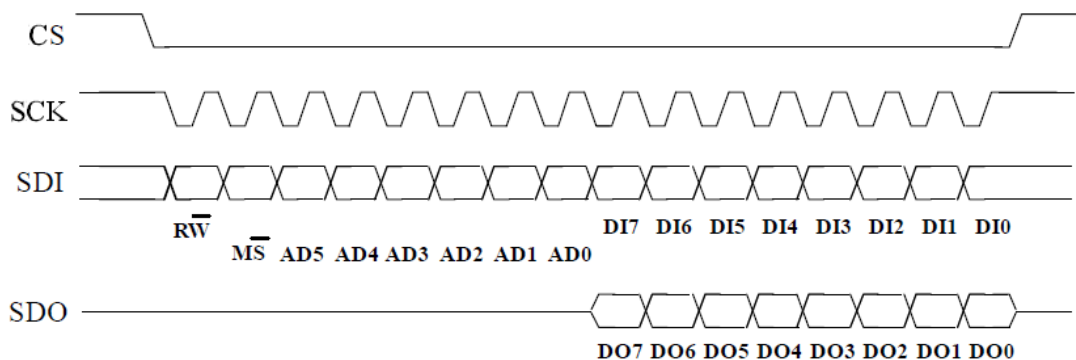 CS
SCK
SDI
RW̅ DI7 DI6 DI5 DI4 DI3 DI2 DI1 DI0
MS̅ AD5 AD4 AD3 AD2 AD1 AD0
SDO
DO7 DO6 DO5 DO4 DO3 DO2 DO1 DO0